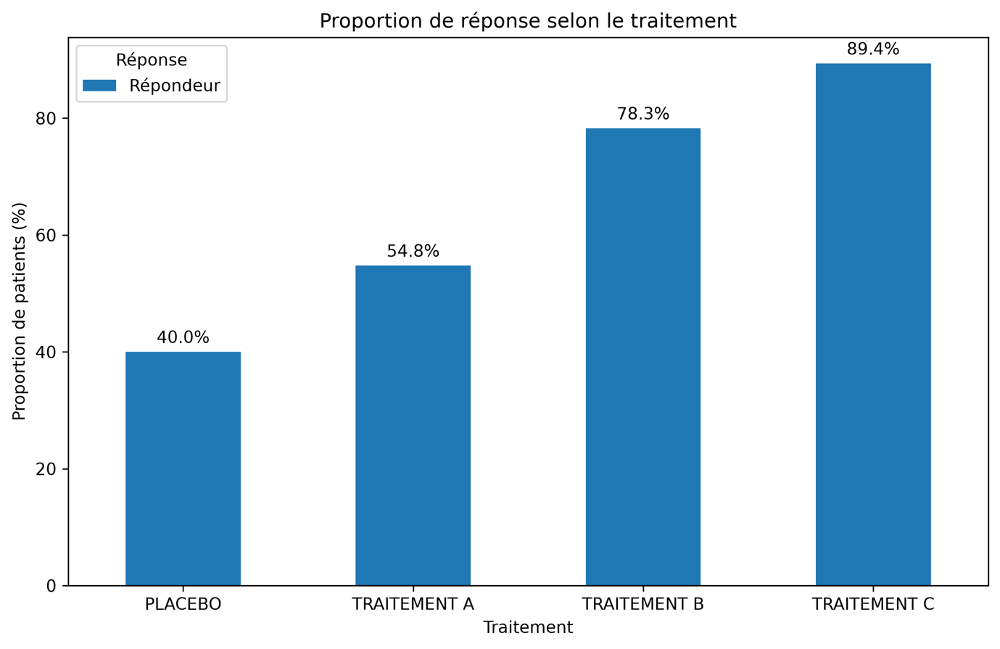 Proportion de réponse selon le traitement
Réponse
Répondeur
89.4%
78.3%
54.8%
40.0%
Proportion de patients (%)
80
60
40
20
0
PLACEBO
TRAITEMENT A
TRAITEMENT B
TRAITEMENT C
Traitement